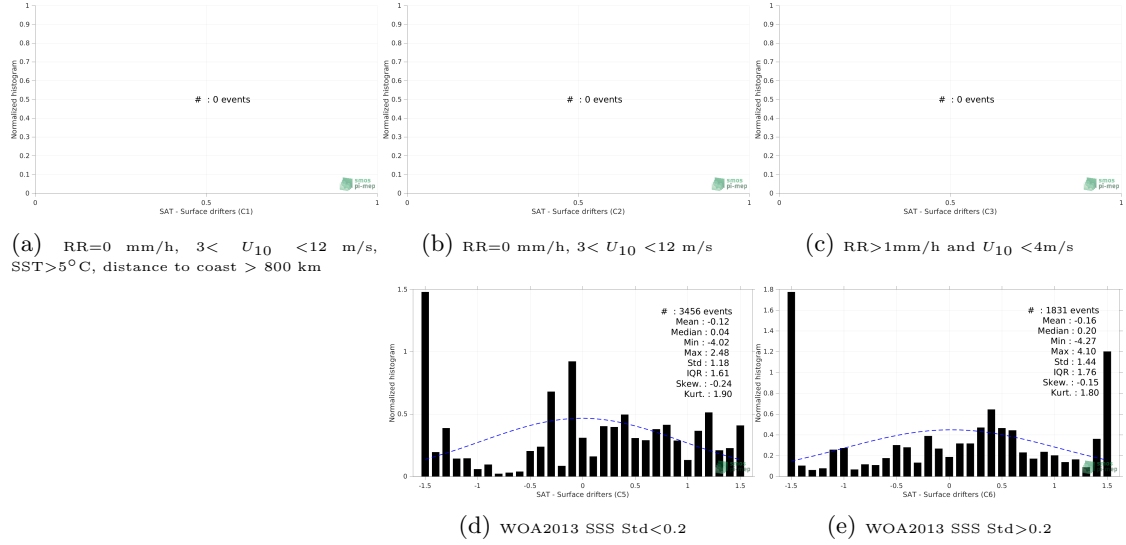 1
0.9
0.8
0.7
0.6
0.5
0.4
0.3
0.2
0.1
0
Normalized histogram
# : 0 events
smos
pi-mep
0 0.5 1
SAT - Surface drifters (C1)
1
0.9
0.8
0.7
0.6
0.5
0.4
0.3
0.2
0.1
0
Normalized histogram
# : 0 events
smos
pi-mep
0 0.5 1
SAT - Surface drifters (C2)
1
0.9
0.8
0.7
0.6
0.5
0.4
0.3
0.2
0.1
0
Normalized histogram
# : 0 events
smos
pi-mep
0 0.5 1
SAT - Surface drifters (C3)
(a) RR=0 mm/h, 3< U10 <12 m/s,
SST>5°C, distance to coast > 800 km
(b) RR=0 mm/h, 3< U10 <12 m/s
(c) RR>1mm/h and U10 <4m/s
1.5
1
0.5
0
Normalized histogram
# : 3456 events
Mean : -0.12
Median : 0.04
Min : -4.02
Max : 2.48
Std : 1.18
IQR : 1.61
Skew. : -0.24
Kurt. : 1.90
-1.5 -1 -0.5 0 0.5 1 1.5
SAT - Surface drifters (C5)
1.8
1.6
1.4
1.2
1
0.8
0.6
0.4
0.2
0
Normalized histogram
# : 1831 events
Mean : -0.16
Median : 0.20
Min : -4.27
Max : 4.10
Std : 1.44
IQR : 1.76
Skew. : -0.15
Kurt. : 1.80
-1.5 -1 -0.5 0 0.5 1 1.5
SAT - Surface drifters (C6)
(d) WOA2013 SSS Std<0.2
(e) WOA2013 SSS Std>0.2